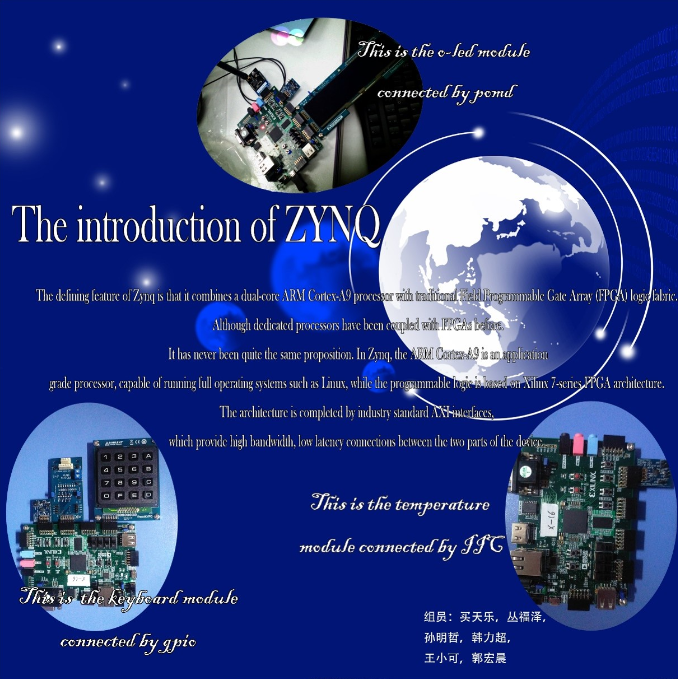 This is the o-led module
connected by pomd
The introduction of ZYNQ
The defining feature of Zynq is that it combines a dual-core ARM Cortex-A9 processor with traditional Field Programmable Gate Array (FPGA) logic fabric.
Although dedicated processors have been coupled with FPGAs before,
It has never been quite the same proposition. In Zynq, the ARM Cortex-A9 is an application
grade processor, capable of running full operating systems such as Linux, while the programmable logic is based on Xilinx 7-series FPGA architecture.
The architecture is completed by industry standard AXI interfaces,
which provide high bandwidth, low latency connections between the two parts of the device.
This is the temperature
module connected by IIC
This is the keyboard module
connected by gpio
组员：买天乐，丛福泽，
孙明哲，韩力超，
王小可，郭宏晨